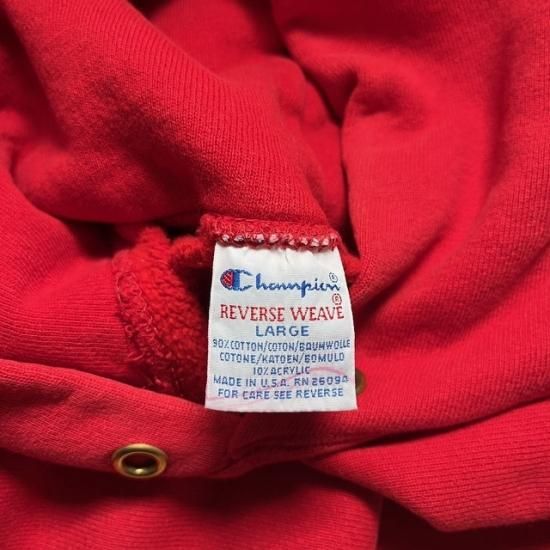 Champion®
REVERSE WEAVE®
LARGE
90% COTTON/COTON/BAUMWOLLE
COTONE/KATOEN/BOMULD
10% ACRYLIC
MADE IN U.S.A. RN 26094
FOR CARE SEE REVERSE